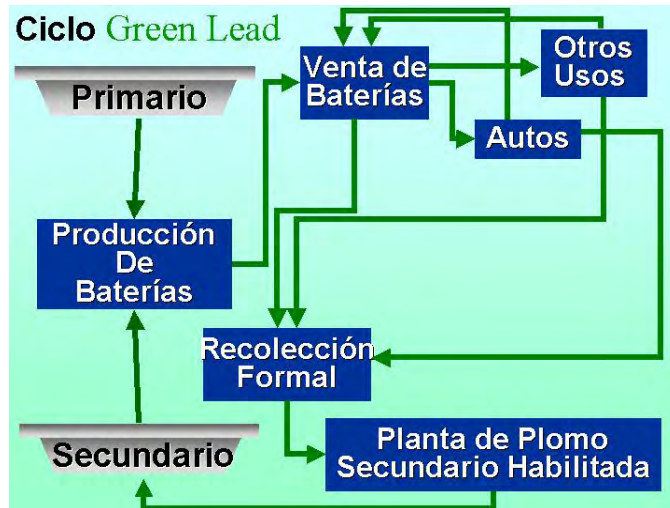 Ciclo Green Lead
Primario
Venta de
Baterías
Otros
Usos
Autos
Producción
De
Baterías
Recolección
Formal
Secundario
Planta de Plomo
Secundario Habilitada